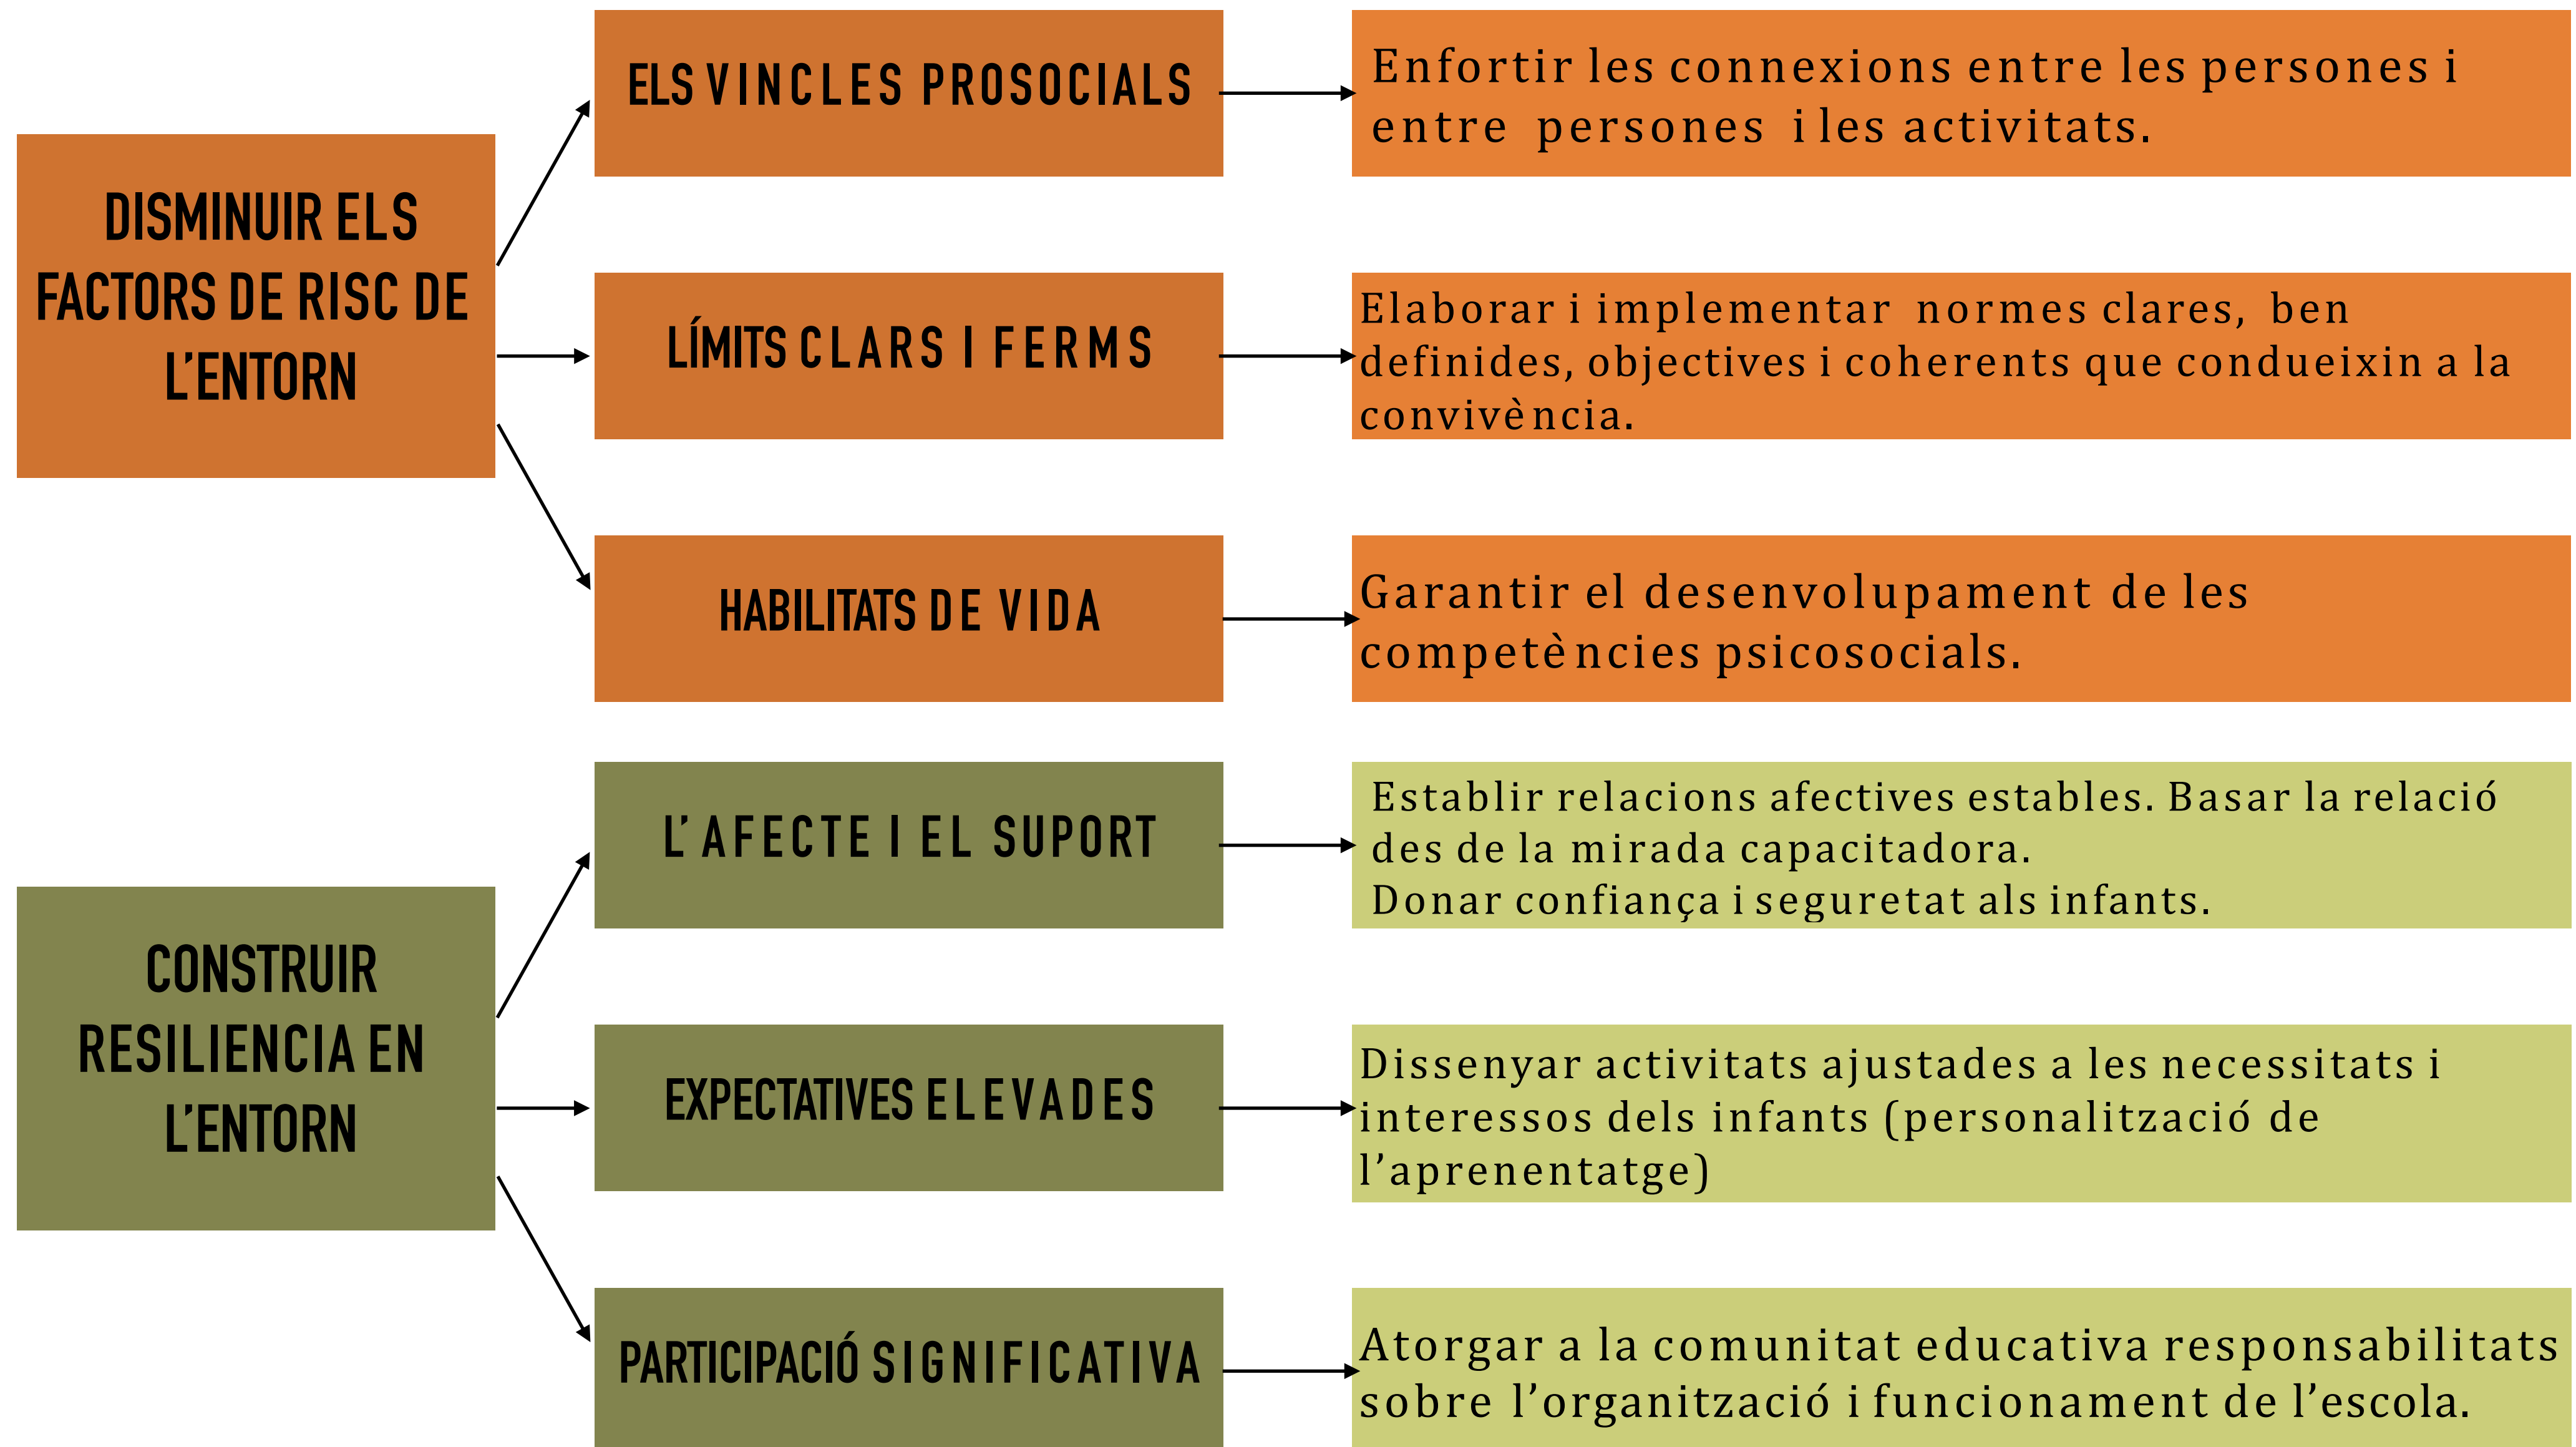 DISMINUIR ELS
FACTORS DE RISC DE
L’ENTORN
ELS VINCLES PROSOCIALS
Enfortir les connexions entre les persones i
entre persones i les activitats.
LÍMITS CLARS I FERMS
Elaborar i implementar normes clares, ben
definides, objectives i coherents que condueixin a la
convivència.
HABILITATS DE VIDA
Garantir el desenvolupament de les
competències psicosocials.
CONSTRUIR
RESILIENCIA EN
L’ENTORN
L’AFECTE I EL SUPORT
Establir relacions afectives estables. Basar la relació
des de la mirada capacitadora.
Donar confiança i seguretat als infants.
EXPECTATIVES ELEVADES
Dissenyar activitats ajustades a les necessitats i
interessos dels infants (personalització de
l’aprenentatge)
PARTICIPACIÓ SIGNIFICATIVA
Atorgar a la comunitat educativa responsabilitats
sobre l’organització i funcionament de l’escola.